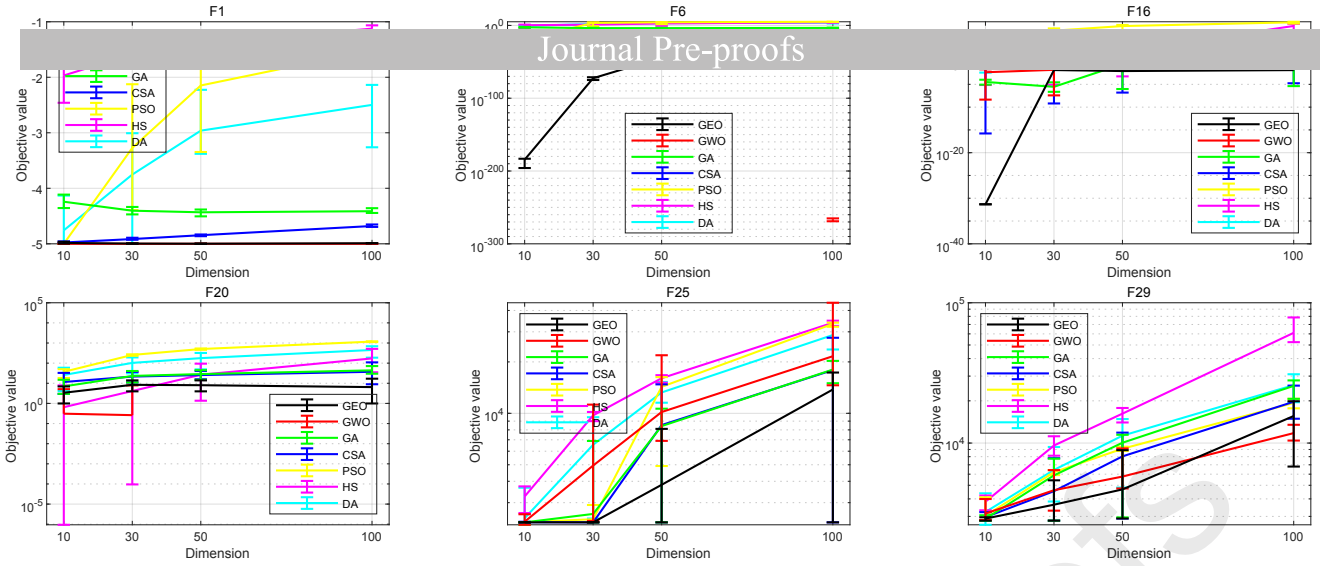 F1
F6
F16
Journal Pre-proofs
-1
-2
-3
-4
-5
Objective value
GA
CSA
PSO
HS
DA
10
30
50
100
Dimension
10^0
10^-100
10^-200
10^-300
Objective value
GEO
GWO
GA
CSA
PSO
HS
DA
10
30
50
100
Dimension
10^0
10^-20
10^-40
Objective value
GEO
GWO
GA
CSA
PSO
HS
DA
10
30
50
100
Dimension
F20
10^5
10^0
10^-5
Objective value
GEO
GWO
GA
CSA
PSO
HS
DA
10
30
50
100
Dimension
F25
10^4
Objective value
GEO
GWO
GA
CSA
PSO
HS
DA
10
30
50
100
Dimension
F29
10^5
10^4
Objective value
GEO
GWO
GA
CSA
PSO
HS
DA
10
30
50
100
Dimension